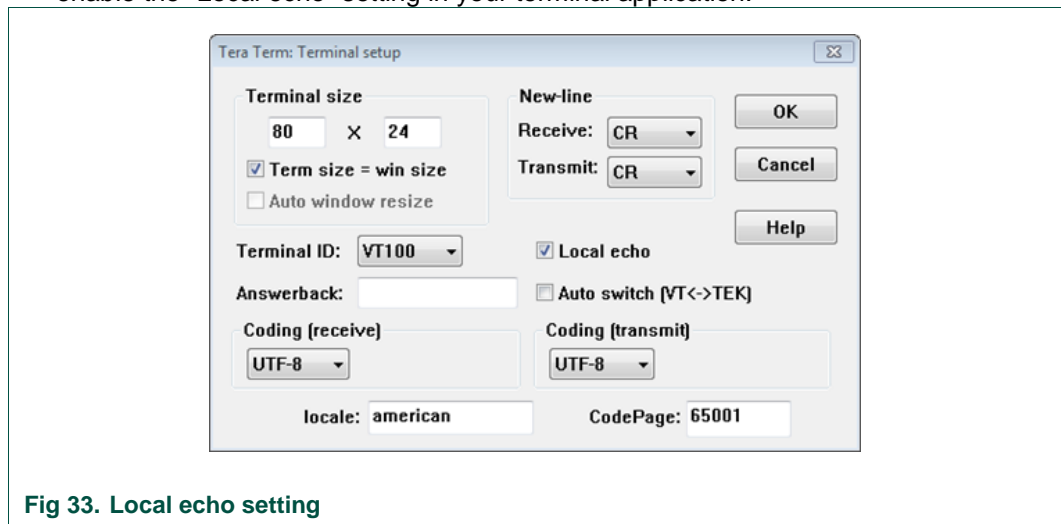 enable the "Local echo" setting in your terminal application.
Tera Term: Terminal setup
Terminal size
80 X 24
Term size = win size
Auto window resize
New-line
Receive: CR
Transmit: CR
OK
Cancel
Help
Terminal ID: VT100
Local echo
Answerback:
Auto switch (VT<->TEK)
Coding (receive)
UTF-8
Coding (transmit)
UTF-8
locale: american
CodePage: 65001
Fig 33. Local echo setting